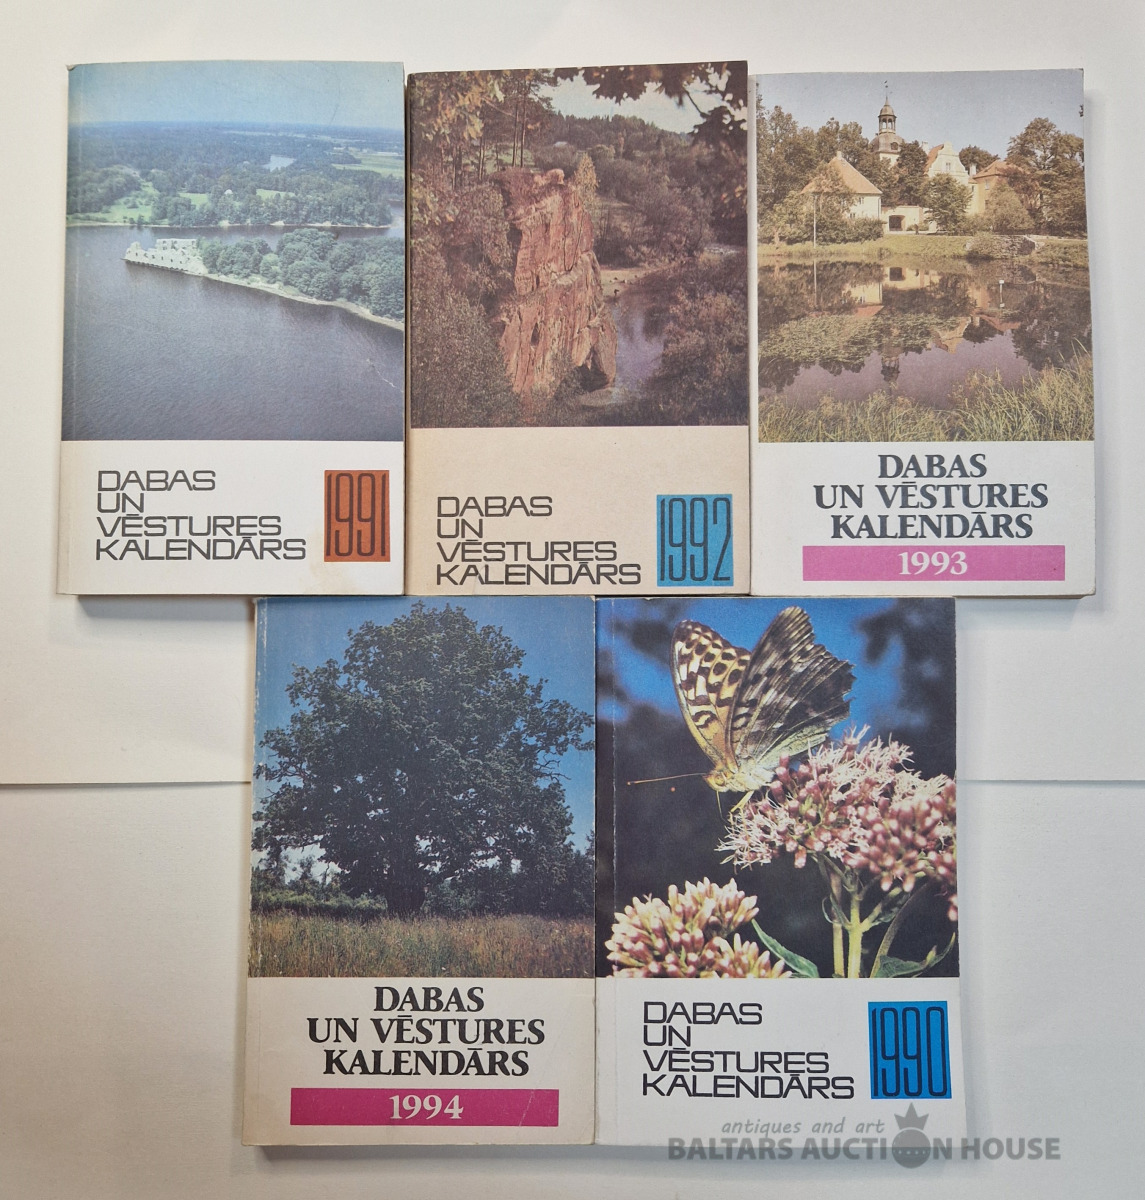 DABAS
UN
VĒSTURES
KALENDĀRS
1991
DABAS
UN
VĒSTURES
KALENDĀRS
1992
DABAS
UN VĒSTURES
KALENDĀRS
1993
DABAS
UN VĒSTURES
KALENDĀRS
1994
DABAS
UN
VĒSTURES
KALENDĀRS
1990
antiques and art
BALTARS AUCTION HOUSE